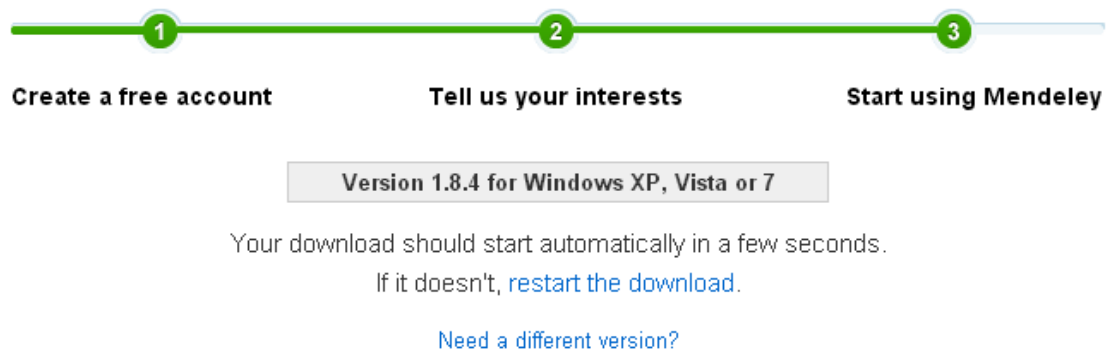 1 2 3
Create a free account Tell us your interests Start using Mendeley
Version 1.8.4 for Windows XP, Vista or 7
Your download should start automatically in a few seconds.
If it doesn't, restart the download.
Need a different version?